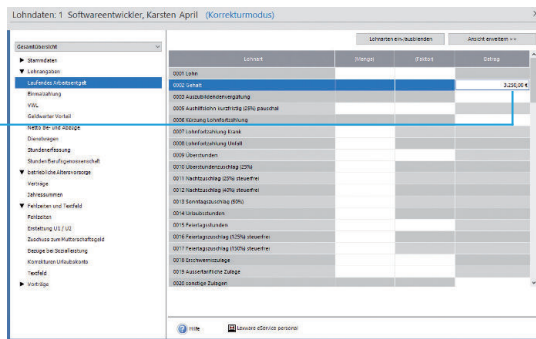 Lohndaten: 1 Softwareentwickler, Karsten April (Korrekturmodus)
Lohnarten ein-/ausblenden
Ansicht erweitern >>
Gesamtübersicht
Stammdaten
Lohnangaben
Laufendes Arbeitsentgelt
Einmalzahlung
VWL
Geldwerter Vorteil
Netto Be- und Abzüge
Dienstwagen
Stundenerfassung
Stunden Berufsgenossenschaft
betriebliche Altersvorsorge
Verträge
Jahressummen
Fehlzeiten und Textfeld
Fehlzeiten
Erstattung U1 / U2
Zuschuss zum Mutterschaftsgeld
Bezüge bei Sozialleistung
Korrekturen Urlaubskonto
Textfeld
Vorträge
Lohnart (Menge) (Faktor) Betrag
0001 Lohn
0002 Gehalt 3.250,00 €
0003 Auszubildendenvergütung
0005 Aushilfslohn kurzfristig (25%) pauschal
0006 Kürzung Lohnfortzahlung
0007 Lohnfortzahlung Krank
0008 Lohnfortzahlung Unfall
0009 Überstunden
0010 Überstundenzuschlag (25%)
0011 Nachtzuschlag (25%) steuerfrei
0012 Nachtzuschlag (40%) steuerfrei
0013 Sonntagszuschlag (50%)
0014 Urlaubsstunden
0015 Feiertagsstunden
0016 Feiertagszuschlag (125%) steuerfrei
0017 Feiertagszuschlag (150%) steuerfrei
0018 Erschwerniszulage
0019 Aussertarifliche Zulage
0020 sonstige Zulagen
Hilfe
Lexware eService personal